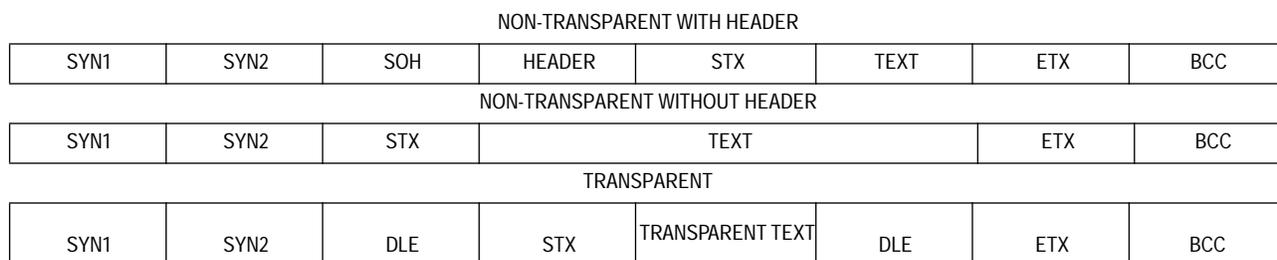 NON-TRANSPARENT WITH HEADER
SYN1 SYN2 SOH HEADER STX TEXT ETX BCC
NON-TRANSPARENT WITHOUT HEADER
SYN1 SYN2 STX TEXT ETX BCC
TRANSPARENT
SYN1 SYN2 DLE STX TRANSPARENT TEXT DLE ETX BCC